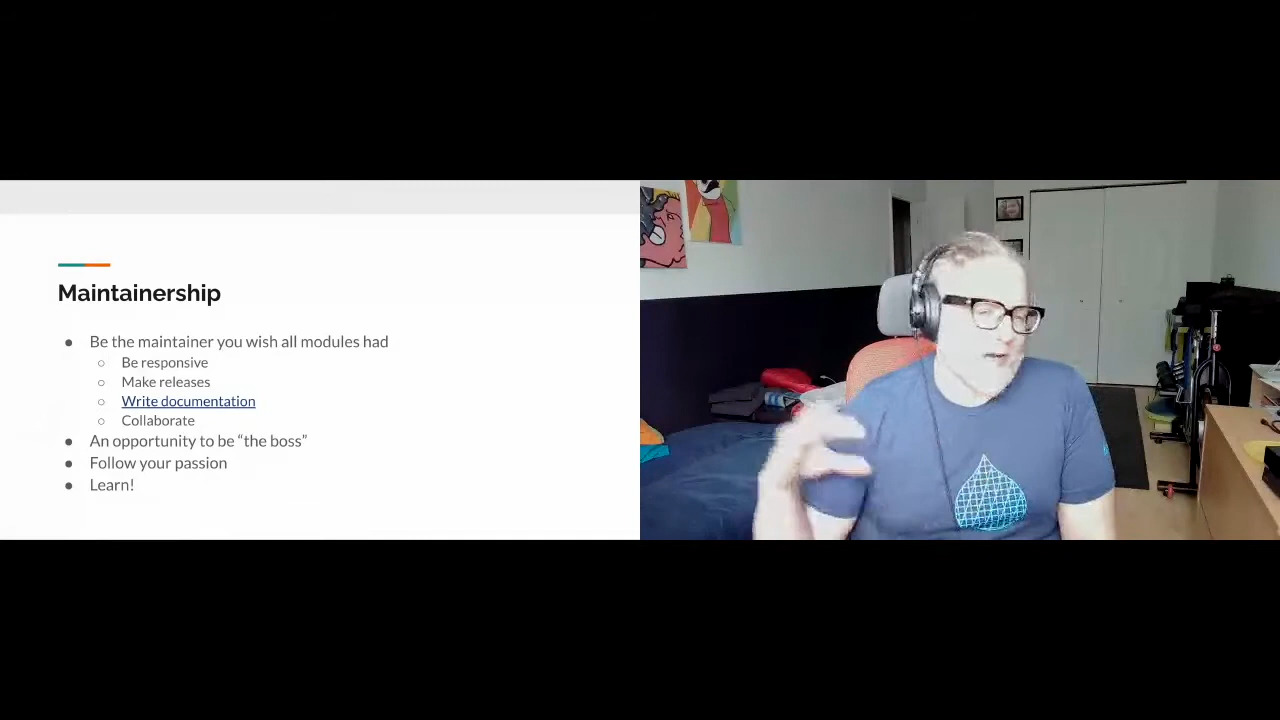 Maintainership
● Be the maintainer you wish all modules had
○ Be responsive
○ Make releases
○ Write documentation
○ Collaborate
● An opportunity to be “the boss”
● Follow your passion
● Learn!